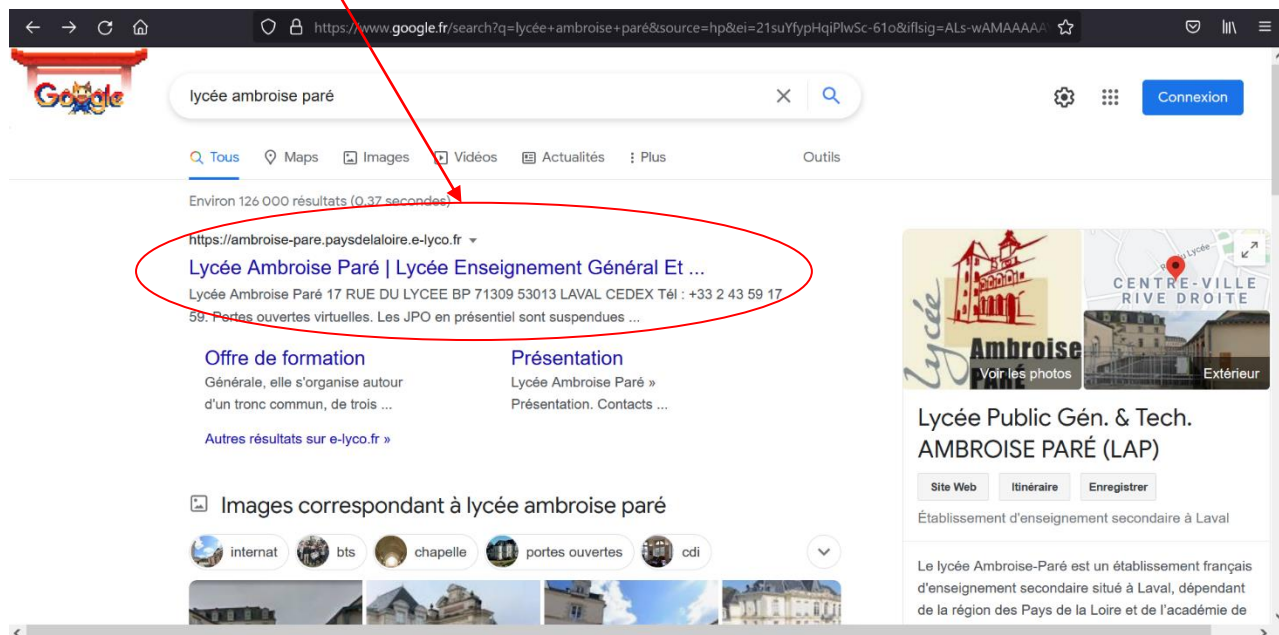 https://www.google.fr/search?q=lycée+ambroise+paré&source=hp&ei=21suYfypHqiPlwSc-61o&iflsig=ALs-wAMAAAAA
Google
lycée ambroise paré
Connexion
Tous
Maps
Images
Vidéos
Actualités
Plus
Outils
Environ 126 000 résultats (0,37 secondes)
https://ambroise-pare.paysdelaloire.e-lyco.fr
Lycée Ambroise Paré | Lycée Enseignement Général Et ...
Lycée Ambroise Paré 17 RUE DU LYCEE BP 71309 53013 LAVAL CEDEX Tél : +33 2 43 59 17
59. Portes ouvertes virtuelles. Les JPO en présentiel sont suspendues ...
Offre de formation
Générale, elle s'organise autour
d'un tronc commun, de trois ...
Présentation
Lycée Ambroise Paré »
Présentation. Contacts ...
Autres résultats sur e-lyco.fr »
Images correspondant à lycée ambroise paré
internat
bts
chapelle
portes ouvertes
cdi
lycée
Ambroise
PARÉ
Voir les photos
Lycée
CENTRE-VILLE
RIVE DROITE
Extérieur
Lycée Public Gén. & Tech.
AMBROISE PARÉ (LAP)
Site Web
Itinéraire
Enregistrer
Établissement d'enseignement secondaire à Laval
Le lycée Ambroise-Paré est un établissement français
d'enseignement secondaire situé à Laval, dépendant
de la région des Pays de la Loire et de l'académie de